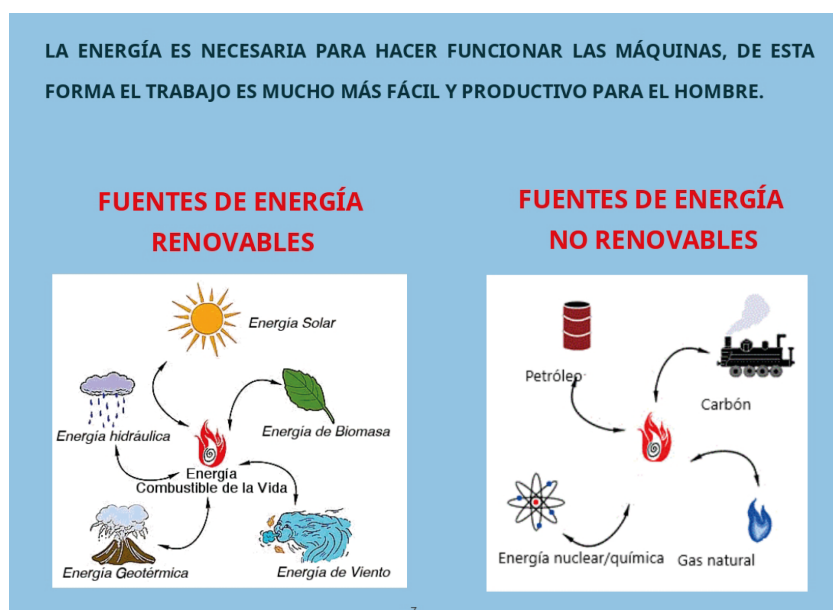 LA ENERGÍA ES NECESARIA PARA HACER FUNCIONAR LAS MÁQUINAS, DE ESTA
FORMA EL TRABAJO ES MUCHO MÁS FÁCIL Y PRODUCTIVO PARA EL HOMBRE.
FUENTES DE ENERGÍA
RENOVABLES
Energía Solar
Energía hidráulica
Energía de Biomasa
Energía
Combustible de la Vida
Energía Geotérmica
Energia de Viento
FUENTES DE ENERGÍA
NO RENOVABLES
Petróleo
Carbón
Energía nuclear/química
Gas natural